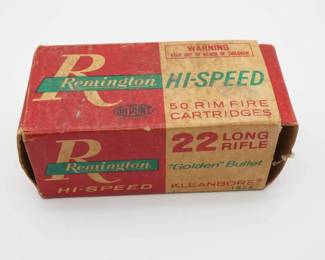 WARNING
KEEP OUT OF REACH OF CHILDREN
R
Remington
HI-SPEED
DU PONT
50 RIM FIRE
CARTRIDGES
R
Remington
HI-SPEED
22 LONG
RIFLE
"Golden" Bullet
KLEANBORE®